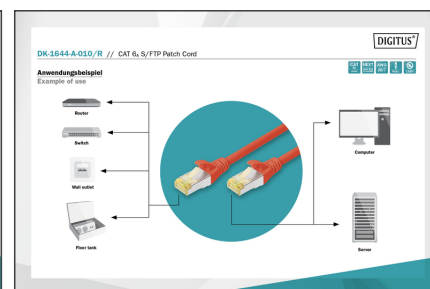 DIGITUS®
DK-1644-A-010/R // CAT 6A S/FTP Patch Cord
Anwendungsbeispiel
Example of use
Router
Switch
Wall outlet
Floor tank
Computer
Server